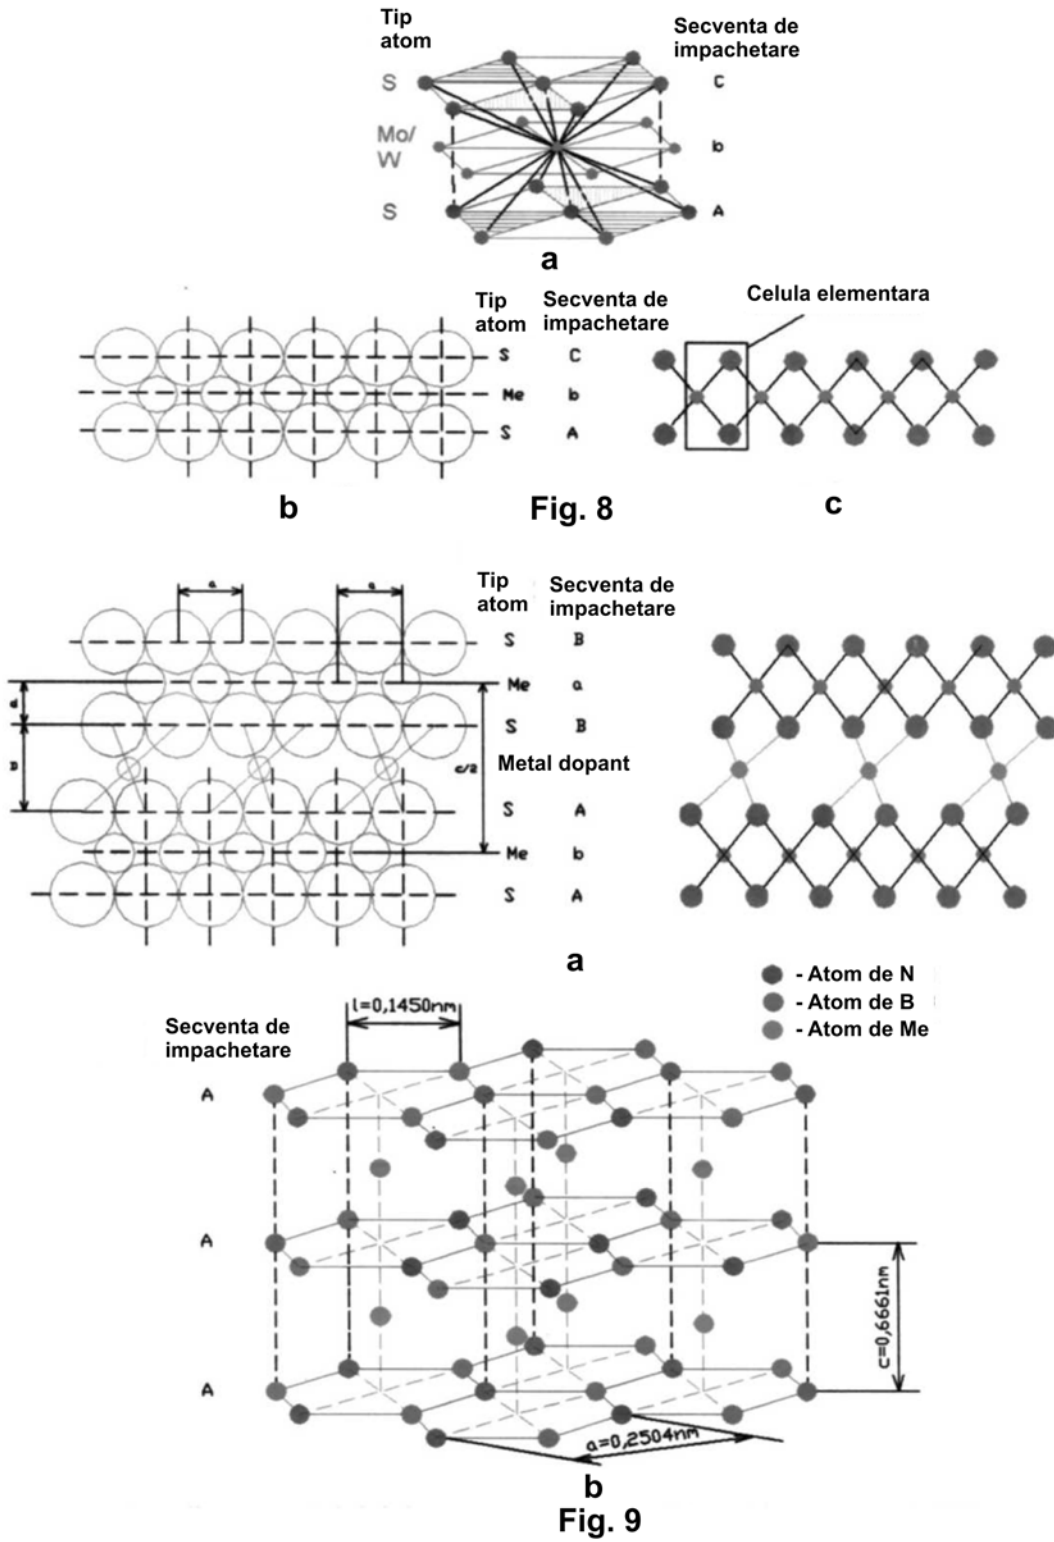 Tip
atom
Secventa de
impachetare
S
C
Mo/
W
b
S
A
a
Celula elementara
Tip
atom
Secventa de
impachetare
S C
Me b
S A
b
Fig. 8
c
a
a
Tip
atom
Secventa de
impachetare
S B
Me a
d
S B
c/2
Metal dopant
S A
Me b
S A
a
- Atom de N
- Atom de B
- Atom de Me
l=0,1450nm
Secventa de
impachetare
A
A
c=0,6661nm
A
a=0,2504nm
b
Fig. 9